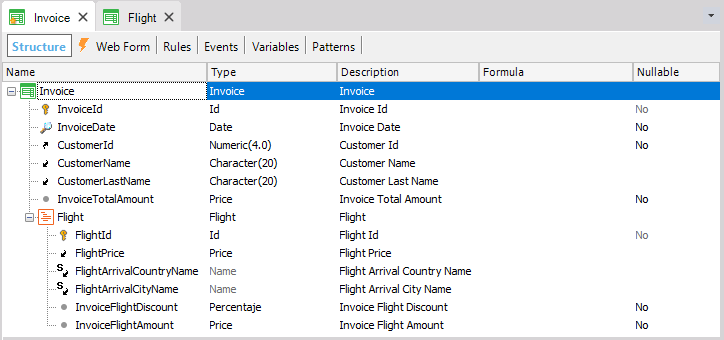 Invoice Flight
Structure Web Form Rules Events Variables Patterns
Name Type Description Formula Nullable
Invoice Invoice Invoice
InvoiceId Id Invoice Id No
InvoiceDate Date Invoice Date No
CustomerId Numeric(4.0) Customer Id No
CustomerName Character(20) Customer Name
CustomerLastName Character(20) Customer Last Name
InvoiceTotalAmount Price Invoice Total Amount No
Flight Flight Flight
FlightId Id Flight Id No
FlightPrice Price Flight Price
FlightArrivalCountryName Name Flight Arrival Country Name
FlightArrivalCityName Name Flight Arrival City Name
InvoiceFlightDiscount Percentaje Invoice Flight Discount No
InvoiceFlightAmount Price Invoice Flight Amount No